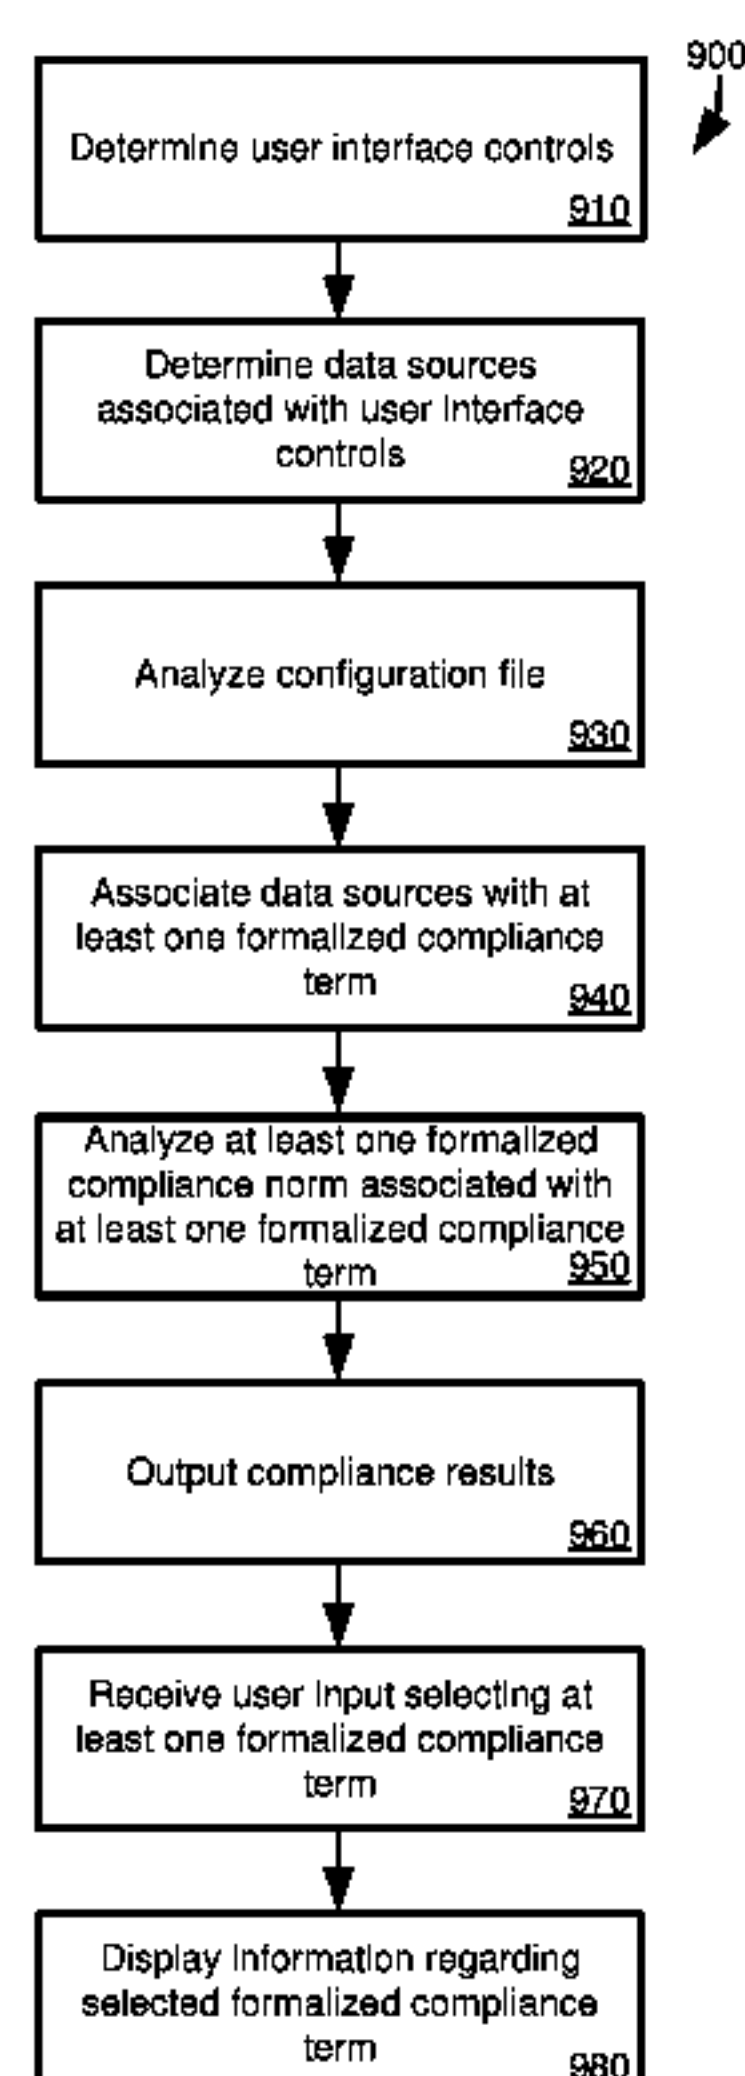 900
Determine user interface controls
910
Determine data sources
associated with user Interface
controls
920
Analyze configuration file
930
Associate data sources with at
least one formalized compliance
term
940
Analyze at least one formalized
compliance norm associated with
at least one formalized compliance
term
950
Output compliance results
960
Receive user Input selecting at
least one formalized compliance
term
970
Display Information regarding
selected formalized compliance
term
980